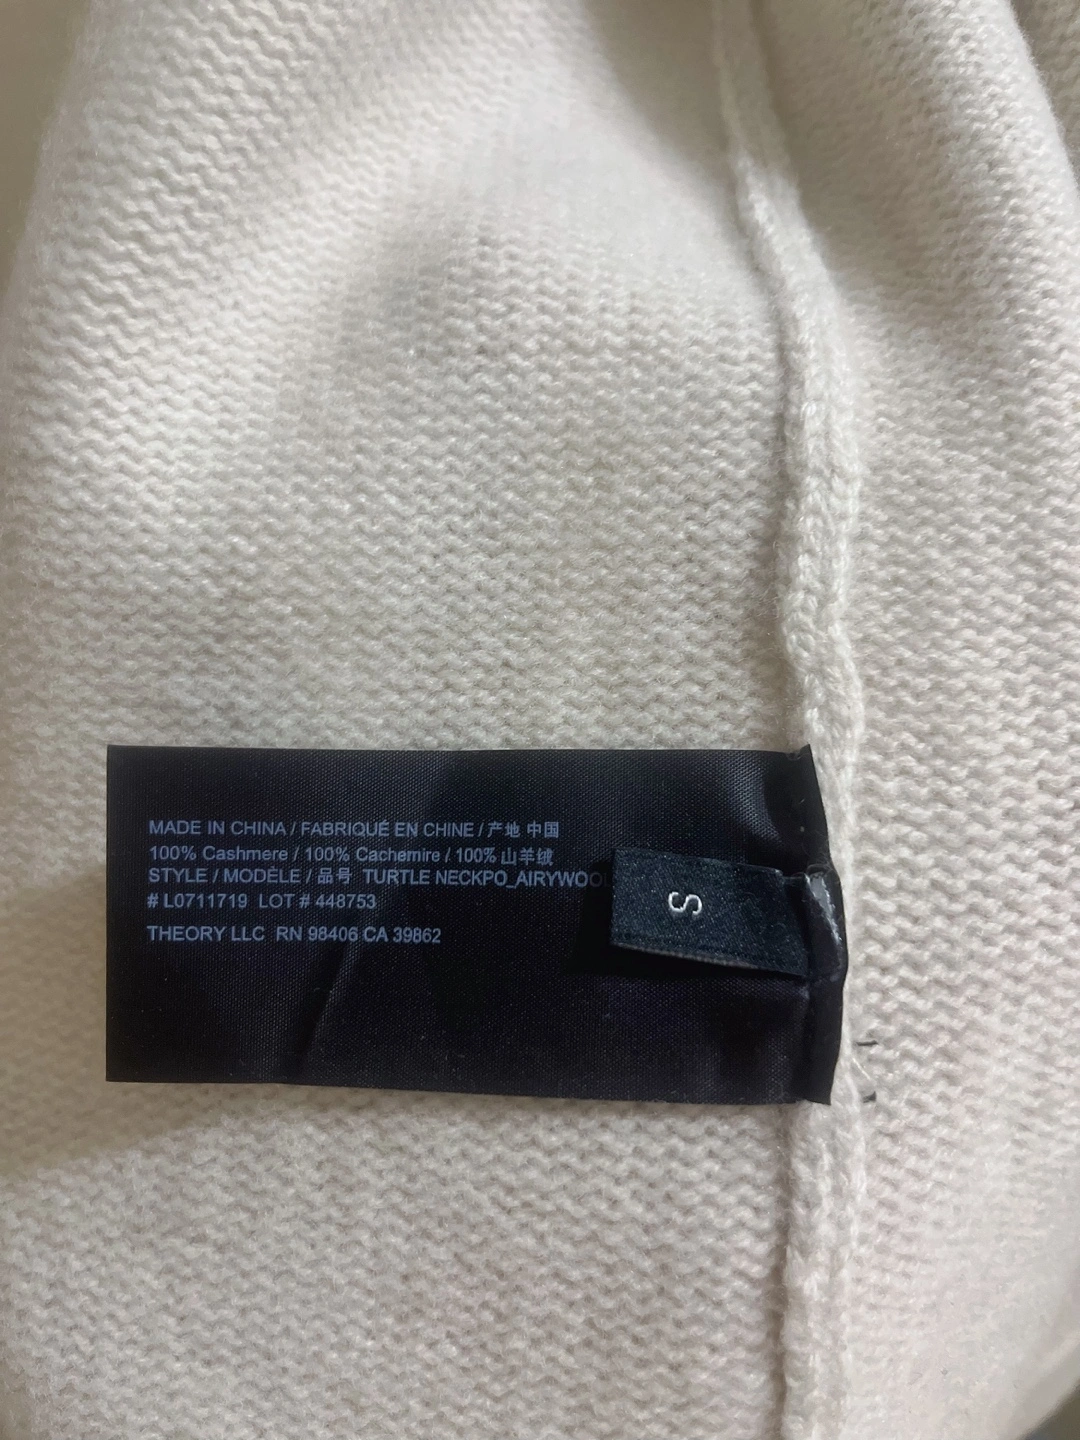 MADE IN CHINA / FABRIQUÉ EN CHINE / 产地 中国
100% Cashmere / 100% Cachemire / 100% 山羊绒
STYLE / MODÈLE / 品号 TURTLE NECKPO_AIRYWOOL
# L0711719 LOT # 448753
THEORY LLC RN 98406 CA 39862
S